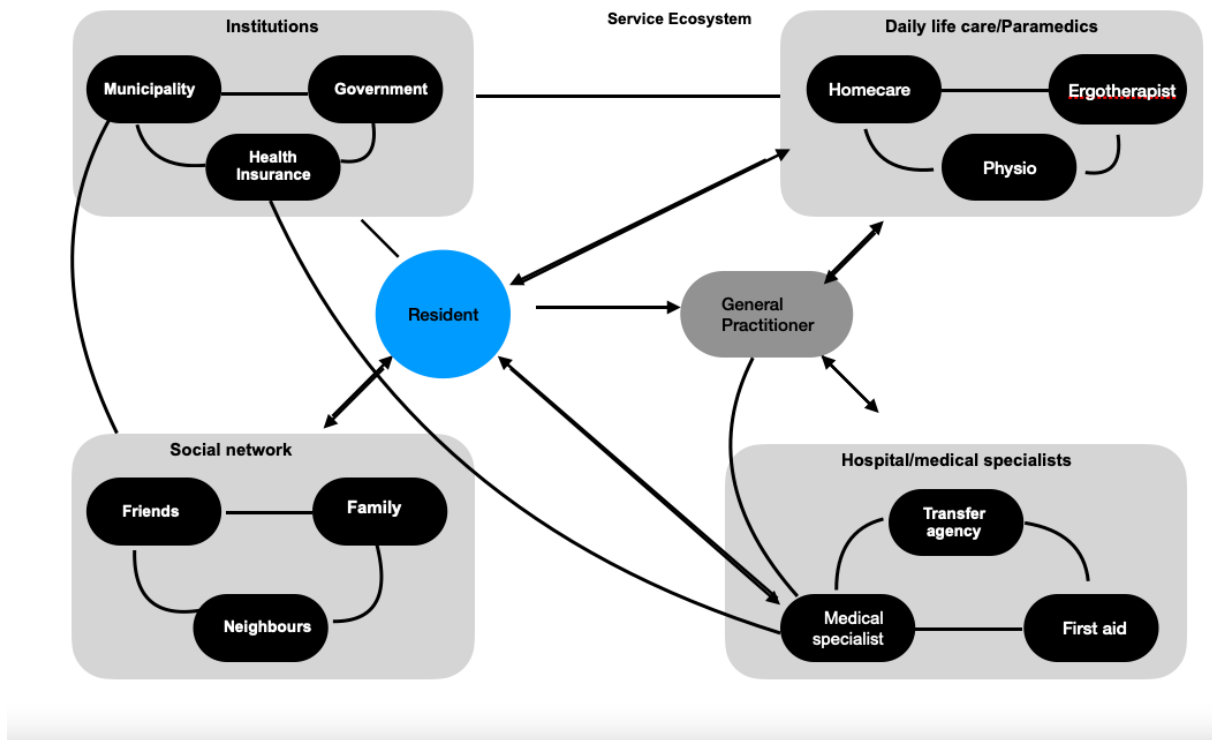 Service Ecosystem
Institutions
Municipality
Government
Health
Insurance
Daily life care/Paramedics
Homecare
Ergotherapist
Physio
Resident
General
Practitioner
Social network
Friends
Family
Neighbours
Hospital/medical specialists
Transfer
agency
Medical
specialist
First aid